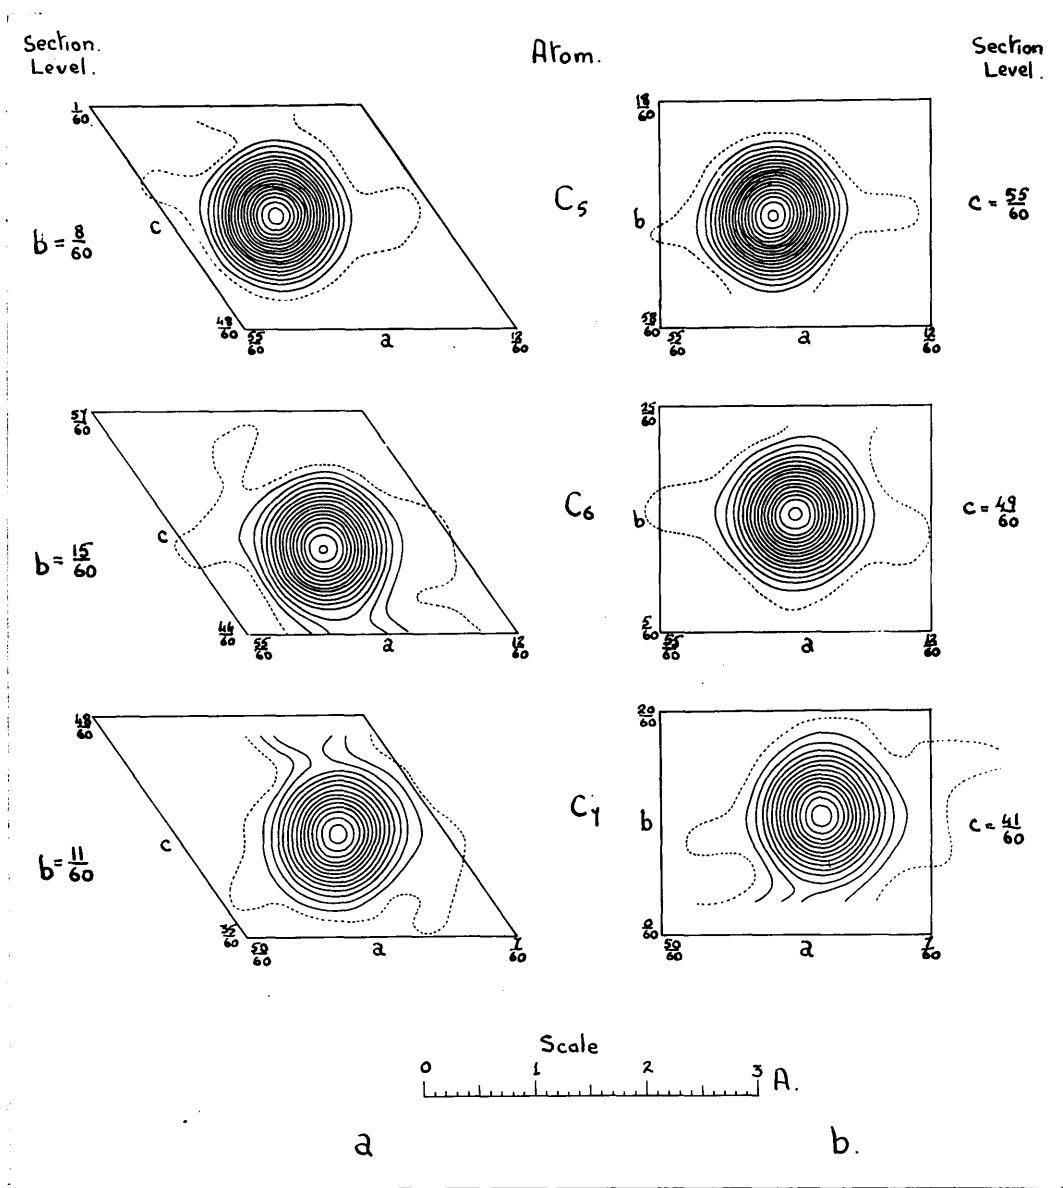 Section.
Level.
Atom.
Section
Level.
1/60
c
b = 8/60
48/60
55/60
a
12/60
C5
18/60
b
58/60
55/60
a
12/60
c = 55/60
57/60
c
b = 15/60
44/60
55/60
a
12/60
C6
25/60
b
5/60
55/60
a
12/60
c = 49/60
48/60
c
b = 11/60
35/60
50/60
a
7/60
C7
20/60
b
0/60
50/60
a
7/60
c = 41/60
Scale
0 1 2 3 A.
a
b.